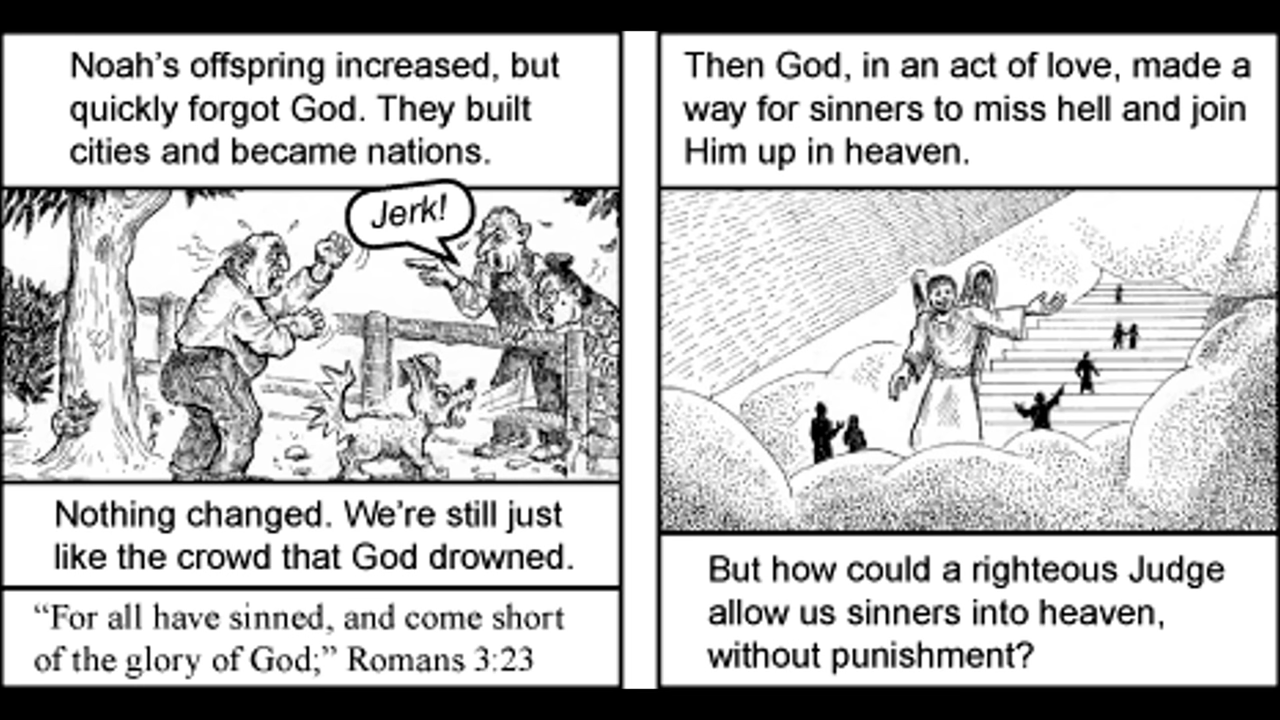 Noah's offspring increased, but
quickly forgot God. They built
cities and became nations.
Jerk!
Nothing changed. We're still just
like the crowd that God drowned.
“For all have sinned, and come short
of the glory of God;” Romans 3:23
Then God, in an act of love, made a
way for sinners to miss hell and join
Him up in heaven.
But how could a righteous Judge
allow us sinners into heaven,
without punishment?